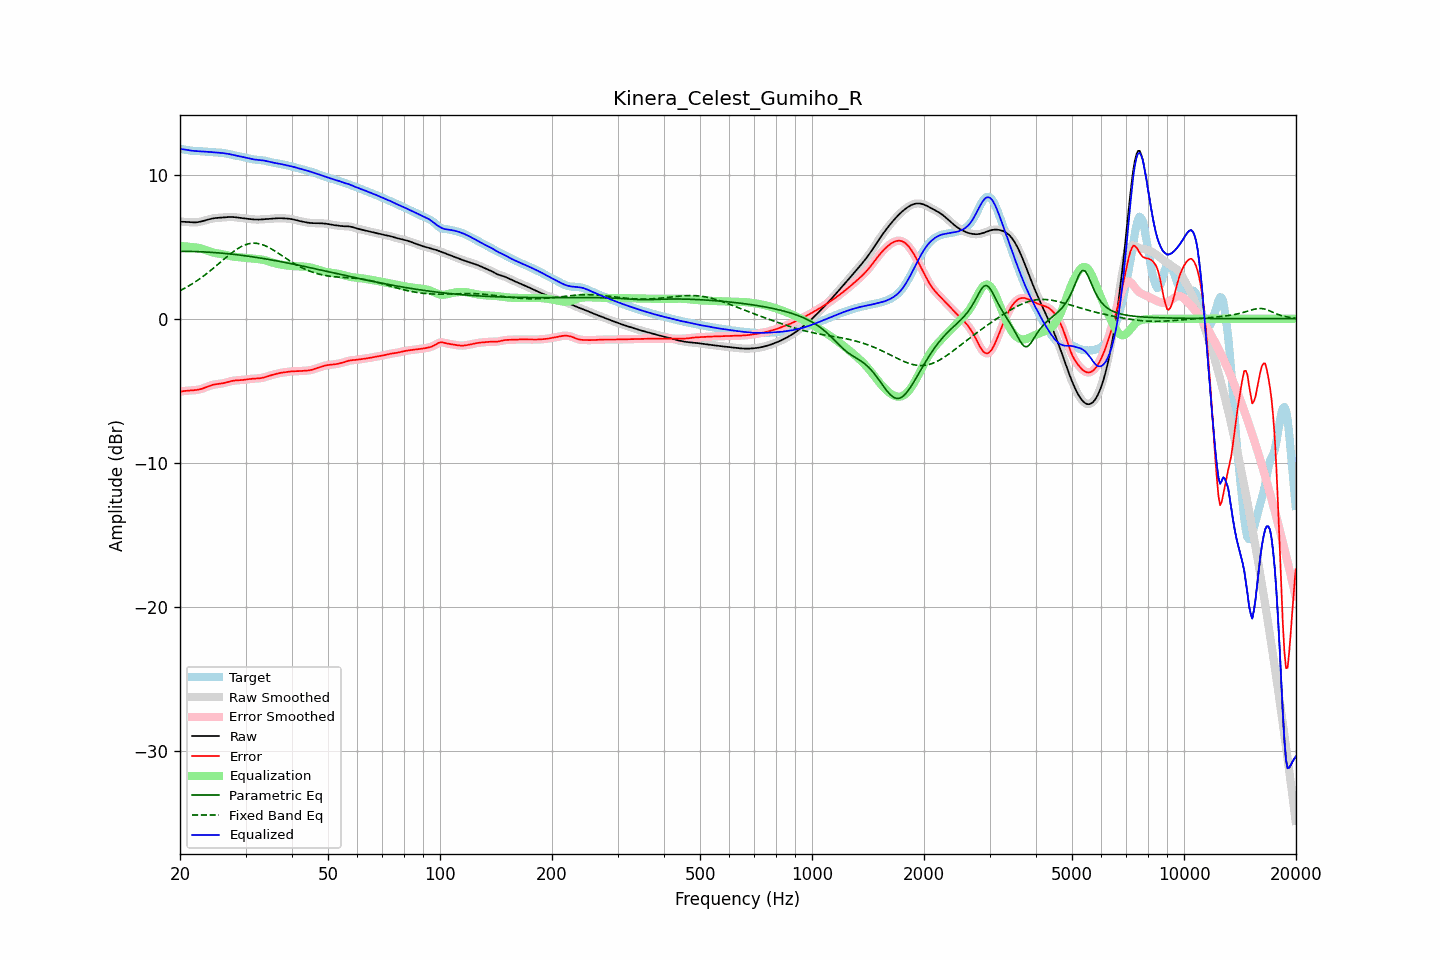 Kinera_Celest_Gumiho_R
Amplitude (dBr)
10
0
−10
−20
−30
Target
Raw Smoothed
Error Smoothed
Raw
Error
Equalization
Parametric Eq
Fixed Band Eq
Equalized
20 50 100 200 500 1000 2000 5000 10000 20000
Frequency (Hz)